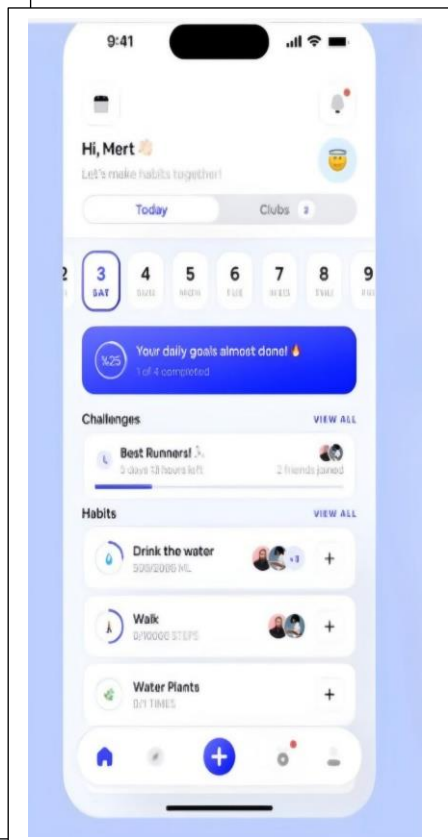 9:41
Hi, Mert
Let's make habits together!
Today Clubs 2
2 3 4 5 6 7 8 9
SAT
%25
Your daily goals almost done!
1 of 4 completed
Challenges VIEW ALL
Best Runners!
5 days 13 hours left 2 friends joined
Habits VIEW ALL
Drink the water
500/2000 ML
Walk
0/10000 STEPS
Water Plants
0/1 TIMES